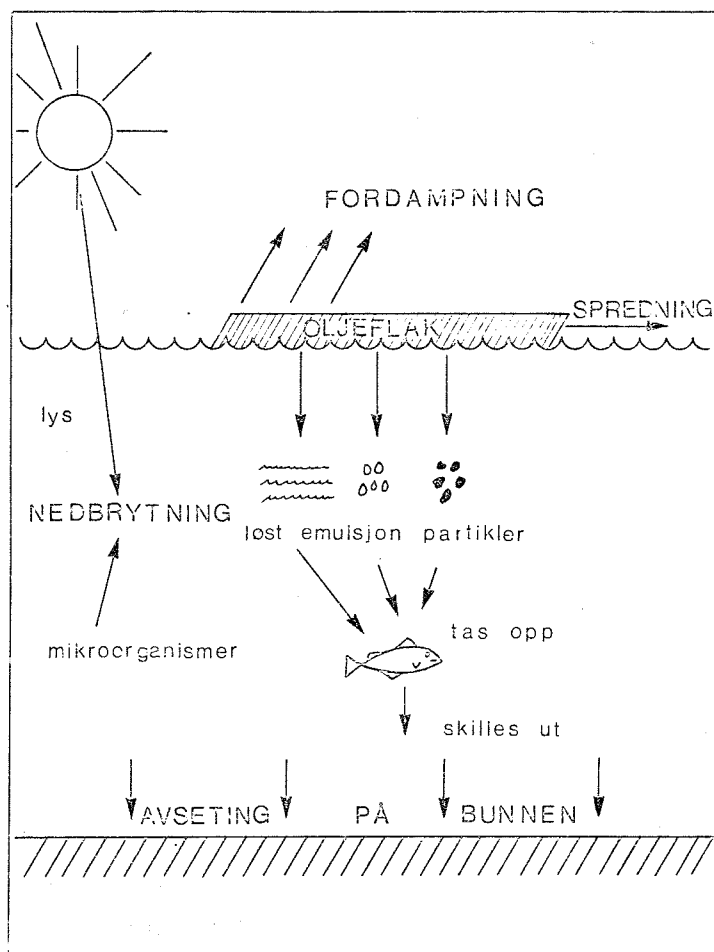 FORDAMPNING
OLJEFLAK
SPREDNING
lys
NEDBRYTNING
løst emulsjon partikler
mikroorganismer
tas opp
skilles ut
AVSETING PÅ BUNNEN